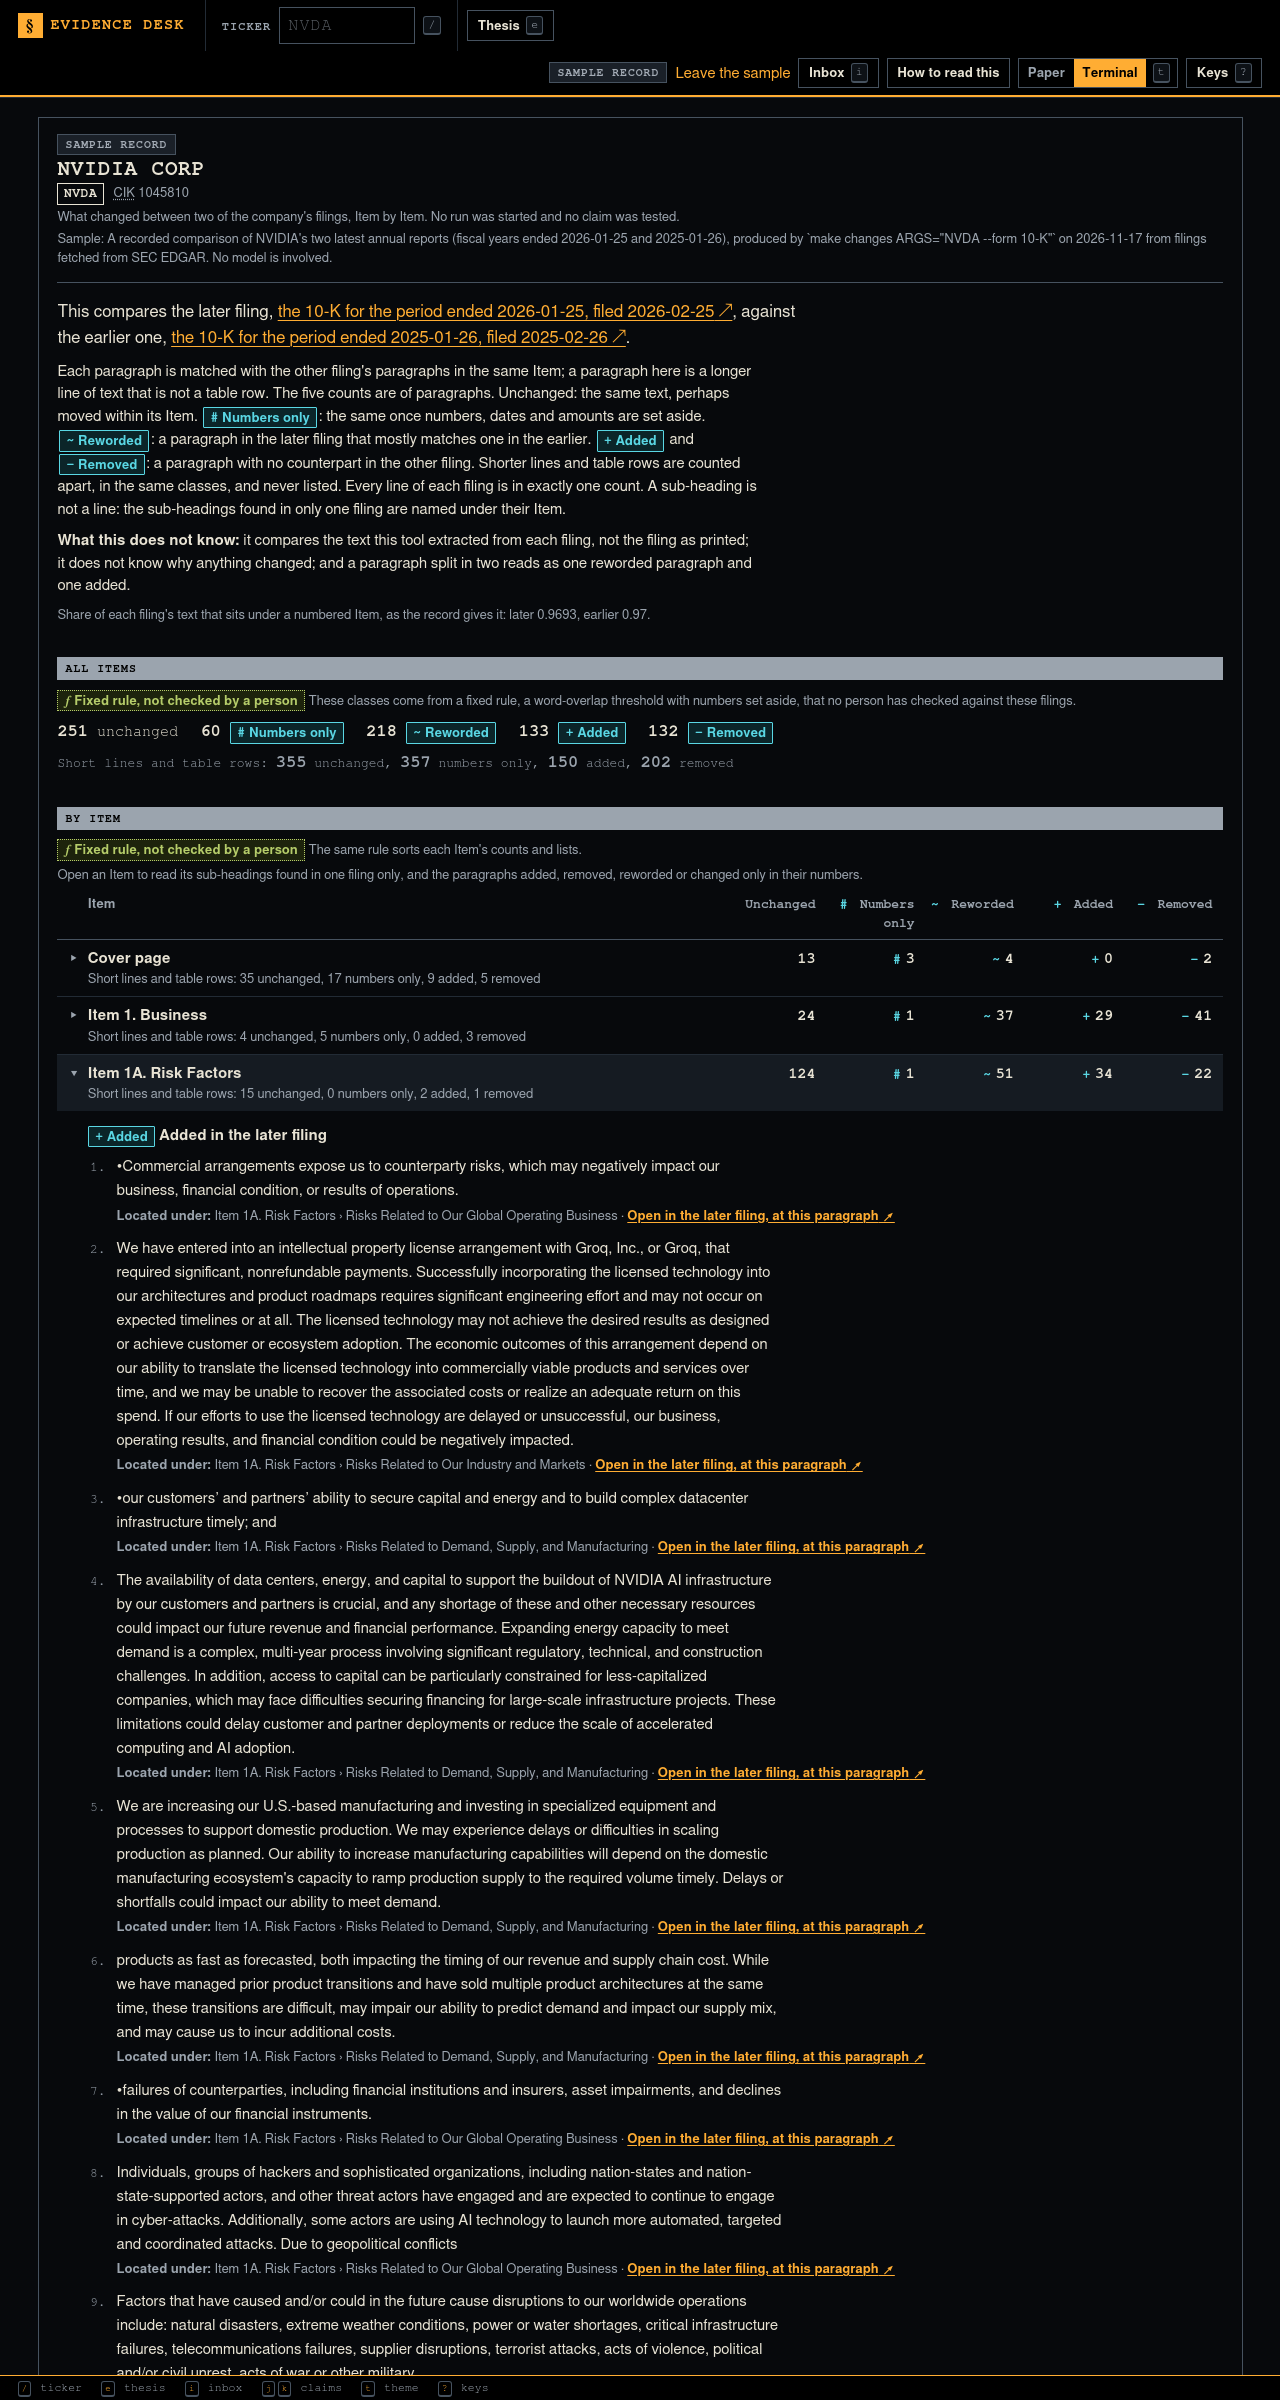 § EVIDENCE DESK TICKER NVDA / Thesis e
SAMPLE RECORD Leave the sample Inbox i How to read this Paper Terminal t Keys ?
SAMPLE RECORD
NVIDIA CORP
NVDA CIK 1045810
What changed between two of the company's filings, Item by Item. No run was started and no claim was tested.
Sample: A recorded comparison of NVIDIA's two latest annual reports (fiscal years ended 2026-01-25 and 2025-01-26), produced by `make changes ARGS="NVDA --form 10-K"` on 2026-11-17 from filings
fetched from SEC EDGAR. No model is involved.
This compares the later filing, the 10-K for the period ended 2026-01-25, filed 2026-02-25 ↗, against
the earlier one, the 10-K for the period ended 2025-01-26, filed 2025-02-26 ↗.
Each paragraph is matched with the other filing's paragraphs in the same Item; a paragraph here is a longer
line of text that is not a table row. The five counts are of paragraphs. Unchanged: the same text, perhaps
moved within its Item. # Numbers only: the same once numbers, dates and amounts are set aside.
~ Reworded: a paragraph in the later filing that mostly matches one in the earlier. + Added and
− Removed: a paragraph with no counterpart in the other filing. Shorter lines and table rows are counted
apart, in the same classes, and never listed. Every line of each filing is in exactly one count. A sub-heading is
not a line: the sub-headings found in only one filing are named under their Item.
What this does not know: it compares the text this tool extracted from each filing, not the filing as printed;
it does not know why anything changed; and a paragraph split in two reads as one reworded paragraph and
one added.
Share of each filing's text that sits under a numbered Item, as the record gives it: later 0.9693, earlier 0.97.
ALL ITEMS
ƒ Fixed rule, not checked by a person These classes come from a fixed rule, a word-overlap threshold with numbers set aside, that no person has checked against these filings.
251 unchanged 60 # Numbers only 218 ~ Reworded 133 + Added 132 − Removed
Short lines and table rows: 355 unchanged, 357 numbers only, 150 added, 202 removed
BY ITEM
ƒ Fixed rule, not checked by a person The same rule sorts each Item's counts and lists.
Open an Item to read its sub-headings found in one filing only, and the paragraphs added, removed, reworded or changed only in their numbers.
Item Unchanged # Numbers only ~ Reworded + Added − Removed
▸ Cover page 13 # 3 ~ 4 + 0 − 2
Short lines and table rows: 35 unchanged, 17 numbers only, 9 added, 5 removed
▸ Item 1. Business 24 # 1 ~ 37 + 29 − 41
Short lines and table rows: 4 unchanged, 5 numbers only, 0 added, 3 removed
▾ Item 1A. Risk Factors 124 # 1 ~ 51 + 34 − 22
Short lines and table rows: 15 unchanged, 0 numbers only, 2 added, 1 removed
+ Added Added in the later filing
1. •Commercial arrangements expose us to counterparty risks, which may negatively impact our
business, financial condition, or results of operations.
Located under: Item 1A. Risk Factors › Risks Related to Our Global Operating Business · Open in the later filing, at this paragraph ↗
2. We have entered into an intellectual property license arrangement with Groq, Inc., or Groq, that
required significant, nonrefundable payments. Successfully incorporating the licensed technology into
our architectures and product roadmaps requires significant engineering effort and may not occur on
expected timelines or at all. The licensed technology may not achieve the desired results as designed
or achieve customer or ecosystem adoption. The economic outcomes of this arrangement depend on
our ability to translate the licensed technology into commercially viable products and services over
time, and we may be unable to recover the associated costs or realize an adequate return on this
spend. If our efforts to use the licensed technology are delayed or unsuccessful, our business,
operating results, and financial condition could be negatively impacted.
Located under: Item 1A. Risk Factors › Risks Related to Our Industry and Markets · Open in the later filing, at this paragraph ↗
3. •our customers' and partners' ability to secure capital and energy and to build complex datacenter
infrastructure timely; and
Located under: Item 1A. Risk Factors › Risks Related to Demand, Supply, and Manufacturing · Open in the later filing, at this paragraph ↗
4. The availability of data centers, energy, and capital to support the buildout of NVIDIA AI infrastructure
by our customers and partners is crucial, and any shortage of these and other necessary resources
could impact our future revenue and financial performance. Expanding energy capacity to meet
demand is a complex, multi-year process involving significant regulatory, technical, and construction
challenges. In addition, access to capital can be particularly constrained for less-capitalized
companies, which may face difficulties securing financing for large-scale infrastructure projects. These
limitations could delay customer and partner deployments or reduce the scale of accelerated
computing and AI adoption.
Located under: Item 1A. Risk Factors › Risks Related to Demand, Supply, and Manufacturing · Open in the later filing, at this paragraph ↗
5. We are increasing our U.S.-based manufacturing and investing in specialized equipment and
processes to support domestic production. We may experience delays or difficulties in scaling
production as planned. Our ability to increase manufacturing capabilities will depend on the domestic
manufacturing ecosystem's capacity to ramp production supply to the required volume timely. Delays or
shortfalls could impact our ability to meet demand.
Located under: Item 1A. Risk Factors › Risks Related to Demand, Supply, and Manufacturing · Open in the later filing, at this paragraph ↗
6. products as fast as forecasted, both impacting the timing of our revenue and supply chain cost. While
we have managed prior product transitions and have sold multiple product architectures at the same
time, these transitions are difficult, may impair our ability to predict demand and impact our supply mix,
and may cause us to incur additional costs.
Located under: Item 1A. Risk Factors › Risks Related to Demand, Supply, and Manufacturing · Open in the later filing, at this paragraph ↗
7. •failures of counterparties, including financial institutions and insurers, asset impairments, and declines
in the value of our financial instruments.
Located under: Item 1A. Risk Factors › Risks Related to Our Global Operating Business · Open in the later filing, at this paragraph ↗
8. Individuals, groups of hackers and sophisticated organizations, including nation-states and nation-
state-supported actors, and other threat actors have engaged and are expected to continue to engage
in cyber-attacks. Additionally, some actors are using AI technology to launch more automated, targeted
and coordinated attacks. Due to geopolitical conflicts
Located under: Item 1A. Risk Factors › Risks Related to Our Global Operating Business · Open in the later filing, at this paragraph ↗
9. Factors that have caused and/or could in the future cause disruptions to our worldwide operations
include: natural disasters, extreme weather conditions, power or water shortages, critical infrastructure
failures, telecommunications failures, supplier disruptions, terrorist attacks, acts of violence, political
and/or civil unrest, acts of war or other military
/ ticker e thesis i inbox j k claims t theme ? keys